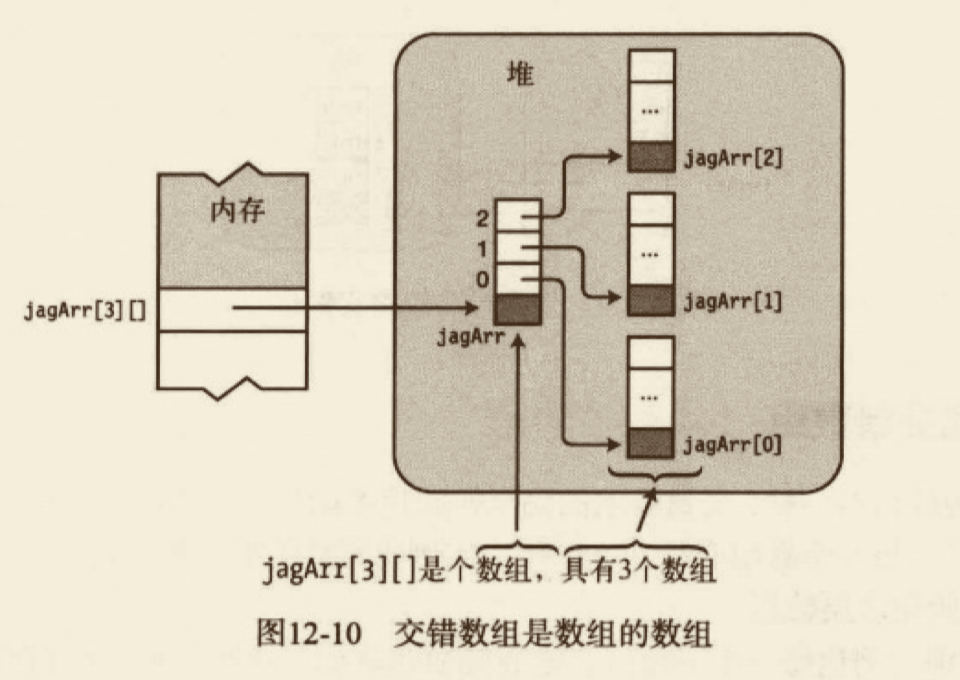 堆
...
jagArr[2]
内存
2
1
0
...
jagArr[1]
jagArr[3][]
jagArr
...
jagArr[0]
jagArr[3][]是个数组，具有3个数组
图12-10 交错数组是数组的数组